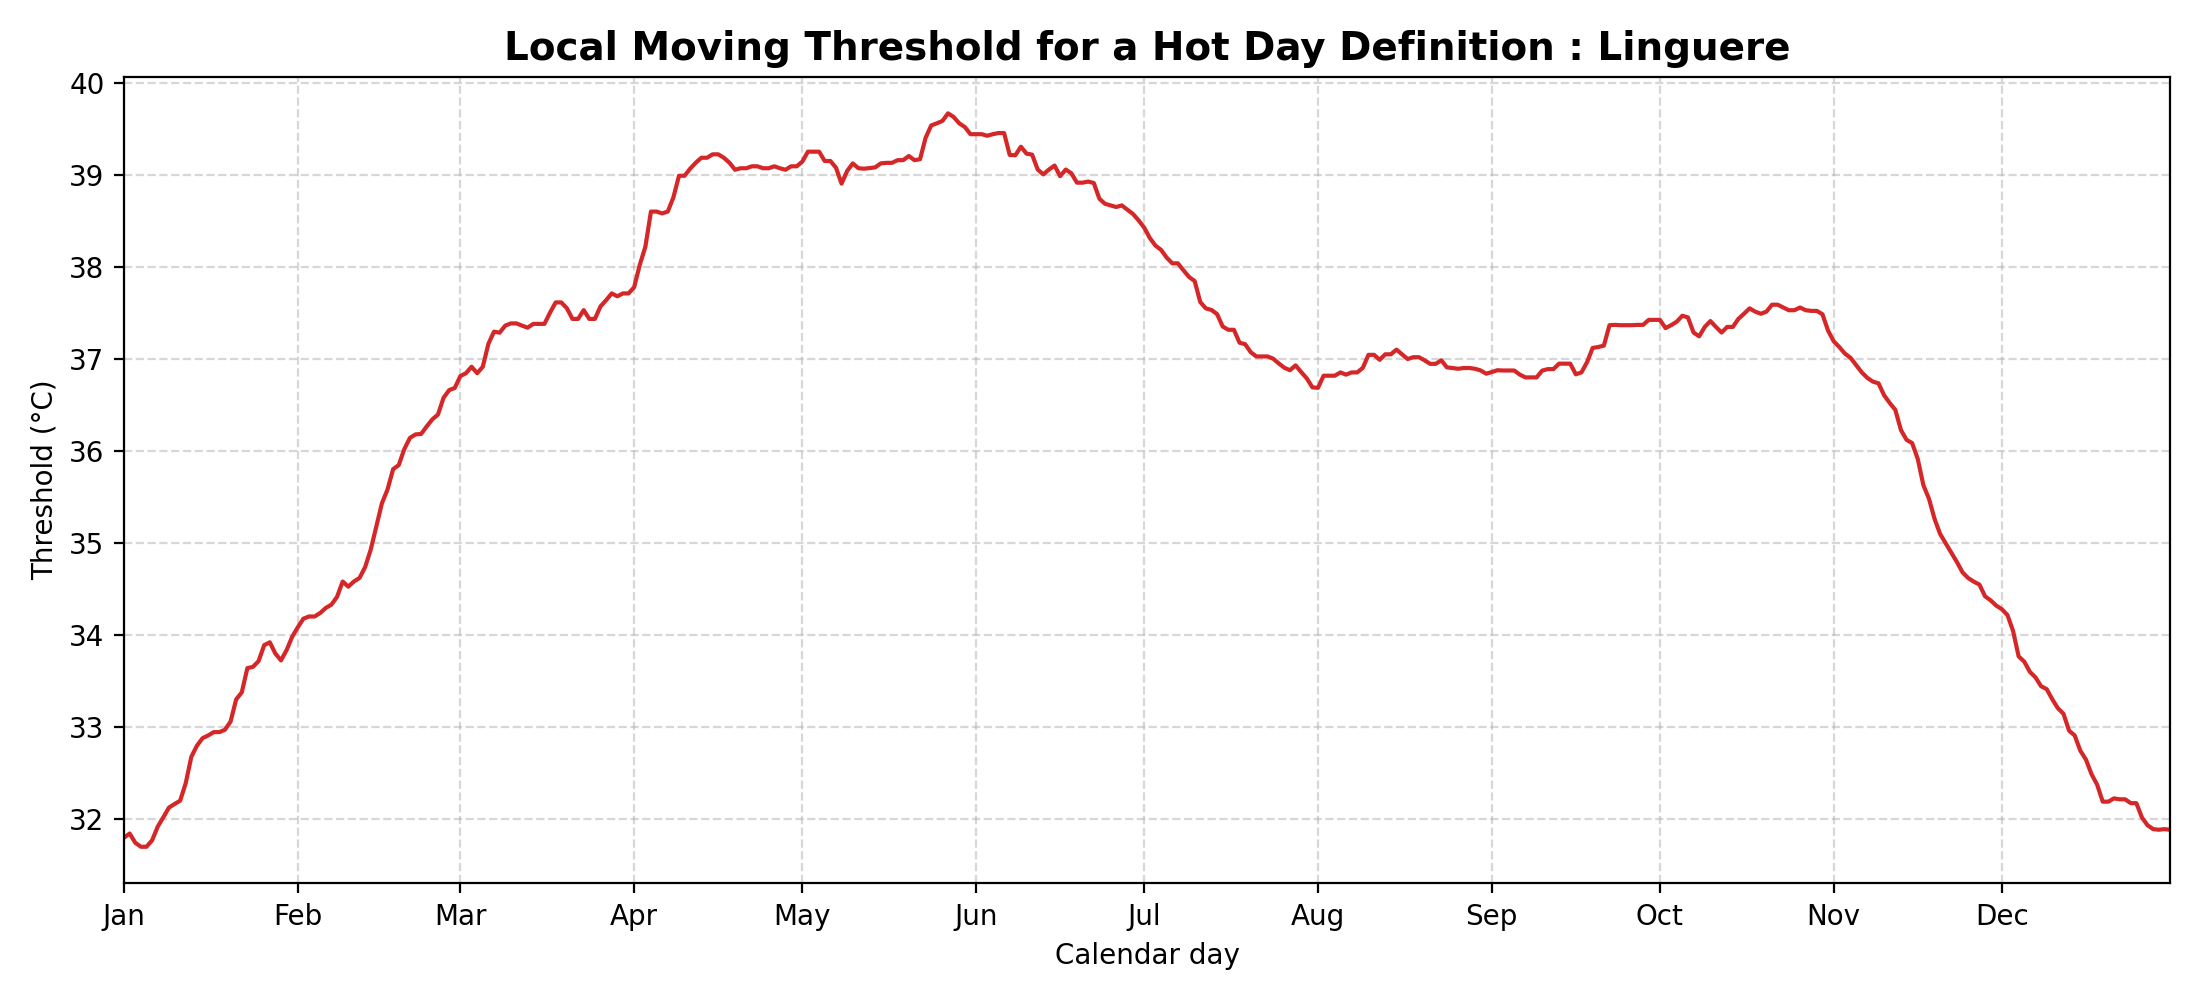 Local Moving Threshold for a Hot Day Definition : Linguere
Threshold (°C)
40
39
38
37
36
35
34
33
32
Jan Feb Mar Apr May Jun Jul Aug Sep Oct Nov Dec
Calendar day